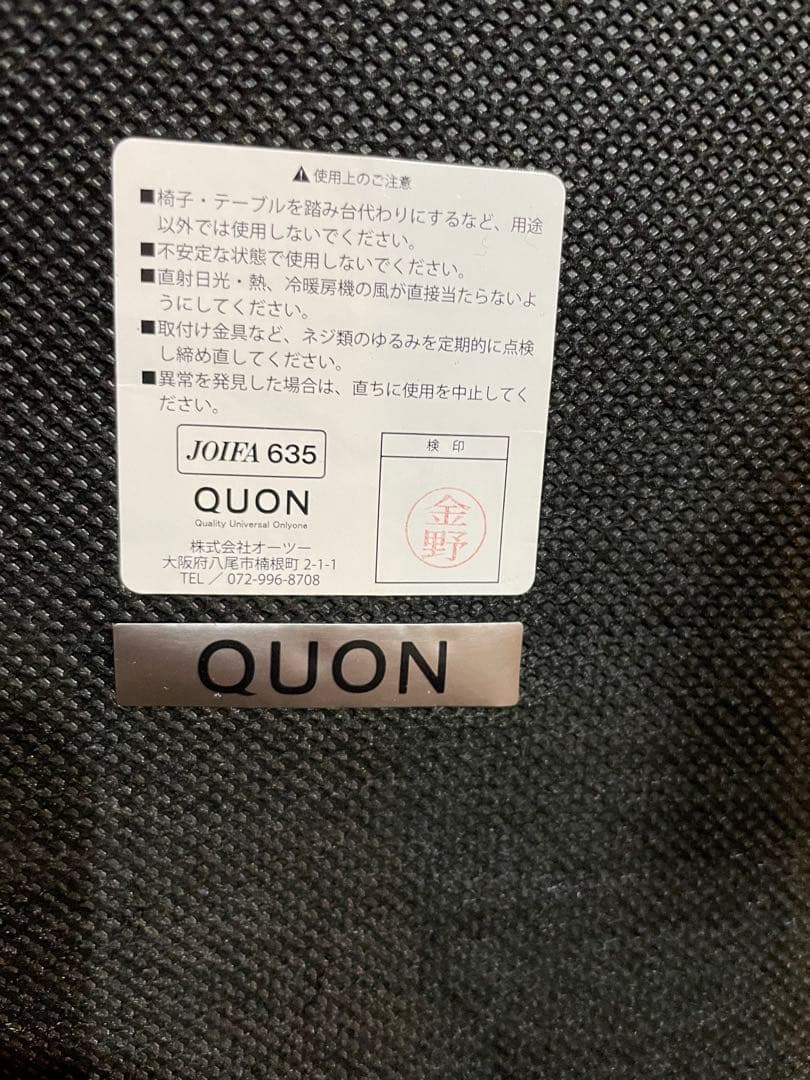 ⚠使用上のご注意
■椅子・テーブルを踏み台代わりにするなど、用途
以外では使用しないでください。
■不安定な状態で使用しないでください。
■直射日光・熱、冷暖房機の風が直接当たらないよ
うにしてください。
■取付け金具など、ネジ類のゆるみを定期的に点検
し締め直してください。
■異常を発見した場合は、直ちに使用を中止してく
ださい。
JOIFA 635
QUON
Quality Universal Onlyone
株式会社オーツー
大阪府八尾市楠根町 2-1-1
TEL／072-996-8708
検印
金野
QUON